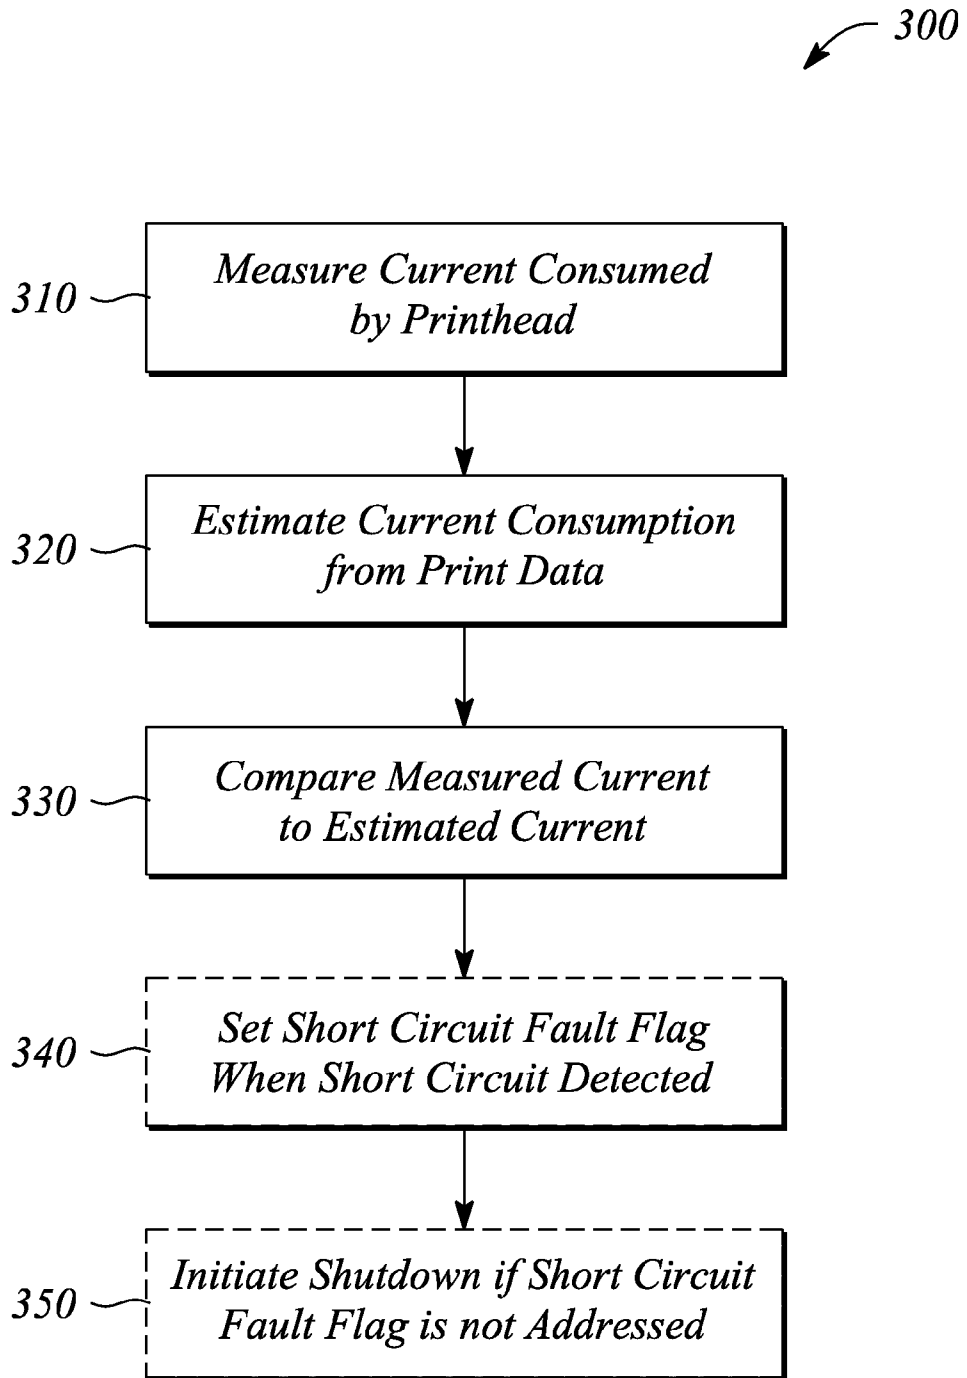 300
310
Measure Current Consumed
by Printhead
320
Estimate Current Consumption
from Print Data
330
Compare Measured Current
to Estimated Current
340
Set Short Circuit Fault Flag
When Short Circuit Detected
350
Initiate Shutdown if Short Circuit
Fault Flag is not Addressed